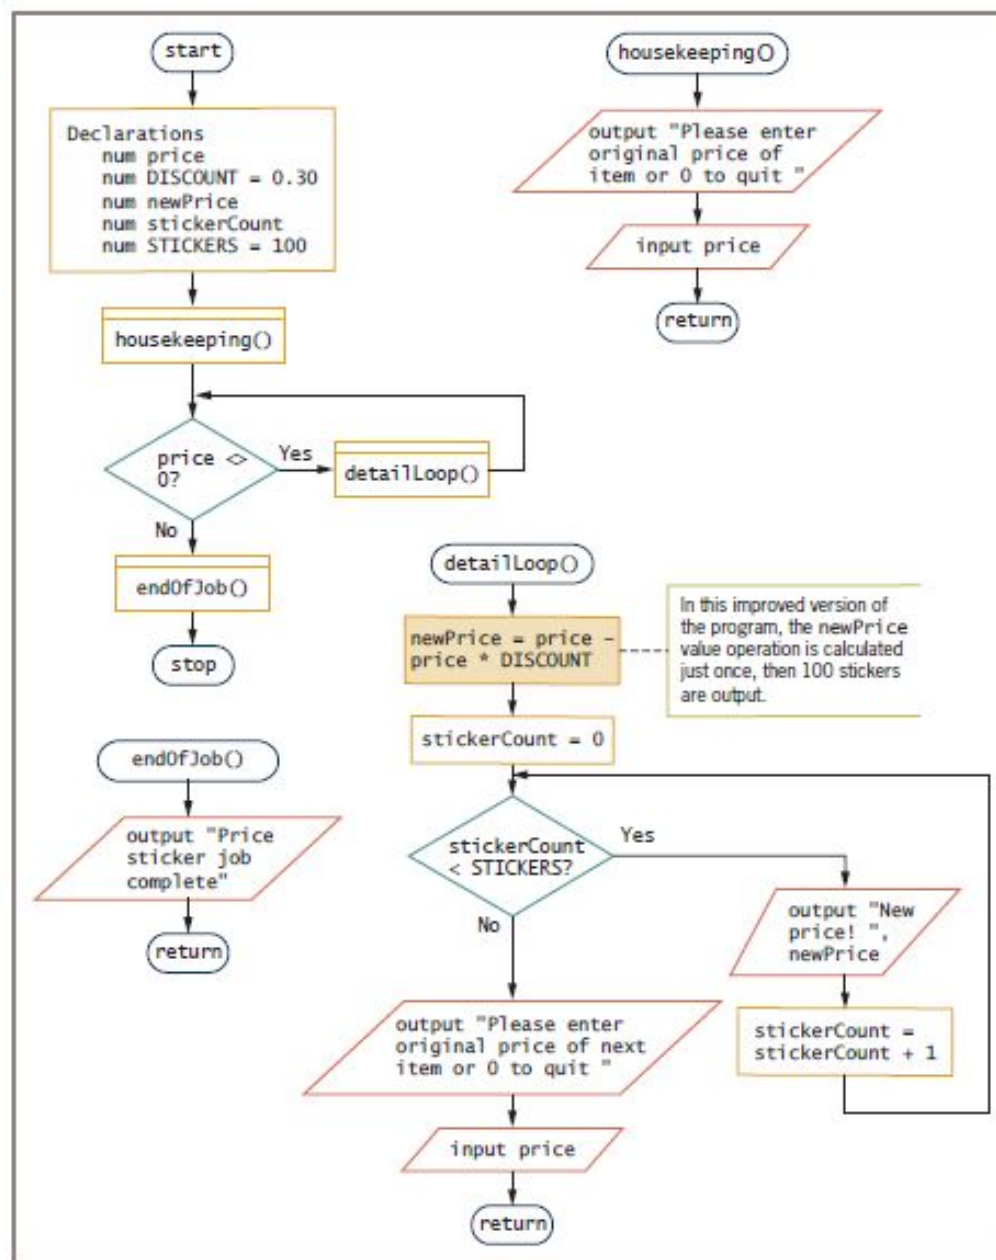 start
Declarations
num price
num DISCOUNT = 0.30
num newPrice
num stickerCount
num STICKERS = 100
housekeeping()
price <>
0?
Yes
detailLoop()
No
endOfJob()
stop
housekeeping()
output "Please enter
original price of
item or 0 to quit "
input price
return
endOfJob()
output "Price
sticker job
complete"
return
detailLoop()
newPrice = price -
price * DISCOUNT
In this improved version of
the program, the newPrice
value operation is calculated
just once, then 100 stickers
are output.
stickerCount = 0
stickerCount
< STICKERS?
Yes
output "New
price! ",
newPrice
stickerCount =
stickerCount + 1
No
output "Please enter
original price of next
item or 0 to quit "
input price
return